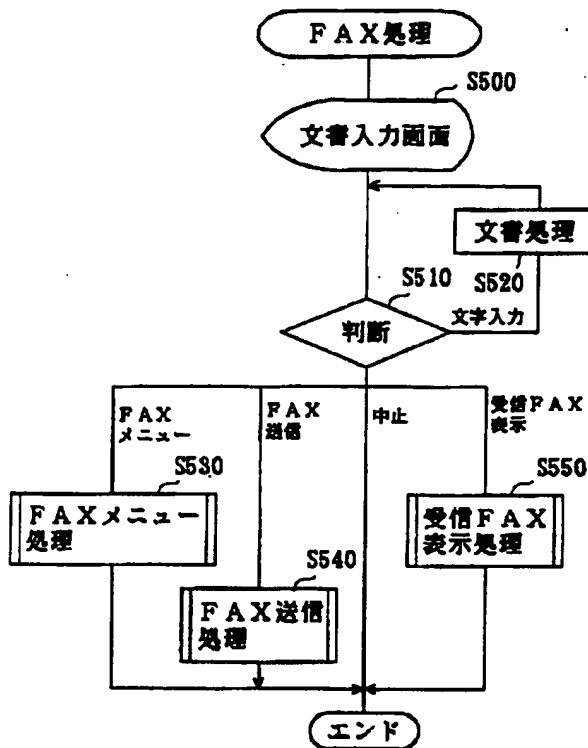 FAX処理
S500
文書入力画面
文書処理
S520
S510
判断
文字入力
FAX
メニュー
FAX
送信
中止
受信FAX
表示
S530
FAXメニュー
処理
S540
FAX送信
処理
S550
受信FAX
表示処理
エンド